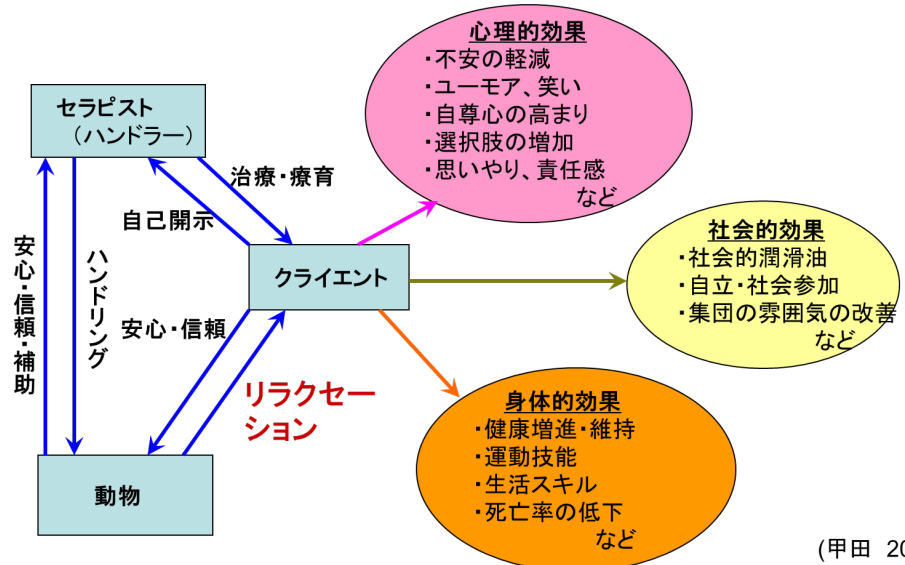 心理的効果
・不安の軽減
・ユーモア、笑い
・自尊心の高まり
・選択肢の増加
・思いやり、責任感
など
セラピスト
（ハンドラー）
治療・療育
自己開示
安心・信頼・補助
ハンドリング
クライエント
安心・信頼
リラクセー
ション
動物
社会的効果
・社会的潤滑油
・自立・社会参加
・集団の雰囲気の改善
など
身体的効果
・健康増進・維持
・運動技能
・生活スキル
・死亡率の低下
など
(甲田 20